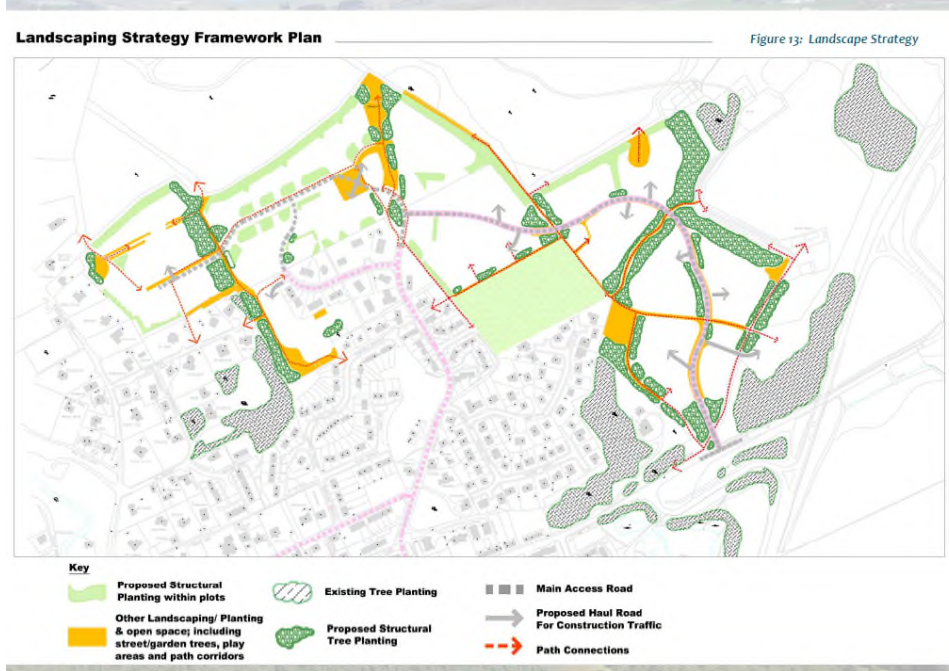 Landscaping Strategy Framework Plan
Figure 13: Landscape Strategy
Key
Proposed Structural
Planting within plots
Other Landscaping/ Planting
& open space; including
street/garden trees, play
areas and path corridors
Existing Tree Planting
Proposed Structural
Tree Planting
Main Access Road
Proposed Haul Road
For Construction Traffic
Path Connections